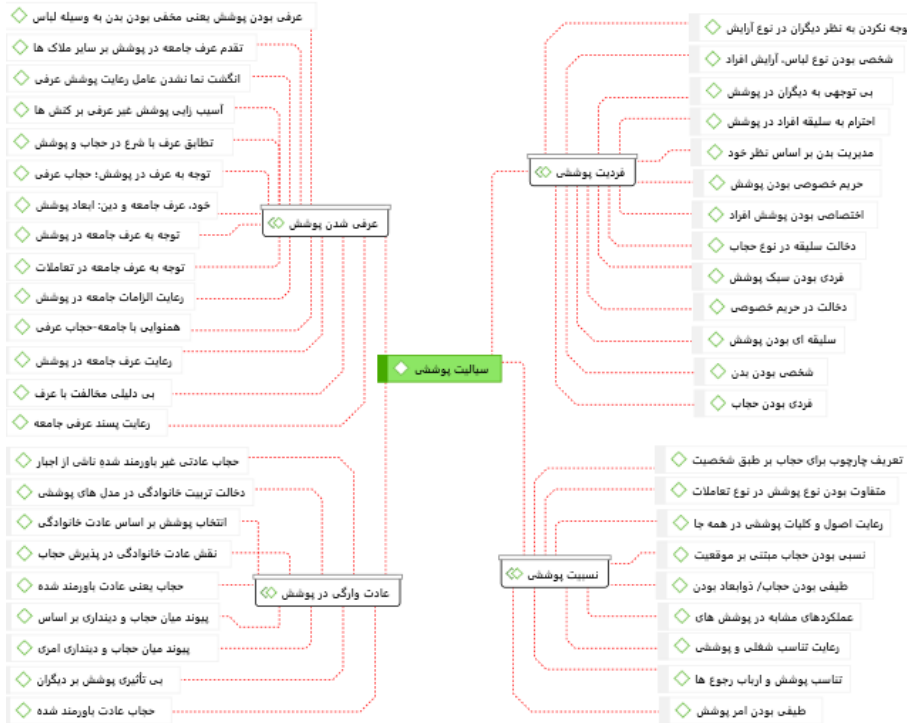 وجه نکردن به نظر دیگران در نوع آرایش
شخصی بودن نوع لباس، آرایش افراد
بی توجهی به دیگران در پوشش
احترام به سلیقه افراد در پوشش
مدیریت بدن بر اساس نظر خود
حریم خصوصی بودن پوشش
اختصاصی بودن پوشش افراد
دخالت سلیقه در نوع حجاب
فردی بودن سبک پوشش
دخالت در حریم خصوصی
سلیقه ای بودن پوشش
شخصی بودن بدن
فردی بودن حجاب
فردیت پوششی
تعریف چارچوب برای حجاب بر طبق شخصیت
متفاوت بودن نوع پوشش در نوع تعاملات
رعایت اصول و کلیات پوششی در همه جا
نسبی بودن حجاب مبتنی بر موقعیت
طیفی بودن حجاب/ ذوابعاد بودن
عملکردهای مشابه در پوشش های
رعایت تناسب شغلی و پوششی
تناسب پوشش و ارباب رجوع ها
طیفی بودن امر پوشش
نسبیت پوششی
سیالیت پوششی
عرفی بودن پوشش یعنی مخفی بودن بدن به وسیله لباس
تقدم عرف جامعه در پوشش بر سایر ملاک ها
انگشت نما نشدن عامل رعایت پوشش عرفی
آسیب زایی پوشش غیر عرفی بر کنش ها
تطابق عرف با شرع در حجاب و پوشش
توجه به عرف در پوشش؛ حجاب عرفی
خود، عرف جامعه و دین: ابعاد پوشش
توجه به عرف جامعه در پوشش
توجه به عرف جامعه در تعاملات
رعایت الزامات جامعه در پوشش
همنوایی با جامعه-حجاب عرفی
رعایت عرف جامعه در پوشش
بی دلیلی مخالفت با عرف
رعایت پسند عرفی جامعه
عرفی شدن پوشش
حجاب عادتی غیر باورمند شدهِ ناشی از اجبار
دخالت تربیت خانوادگی در مدل های پوششی
انتخاب پوشش بر اساس عادت خانوادگی
نقش عادت خانوادگی در پذیرش حجاب
حجاب یعنی عادت باورمند شده
پیوند میان حجاب و دینداری بر اساس
پیوند میان حجاب و دینداری امری
بی تأثیری پوشش بر دیگران
حجاب عادت باورمند شده
عادت وارگی در پوشش